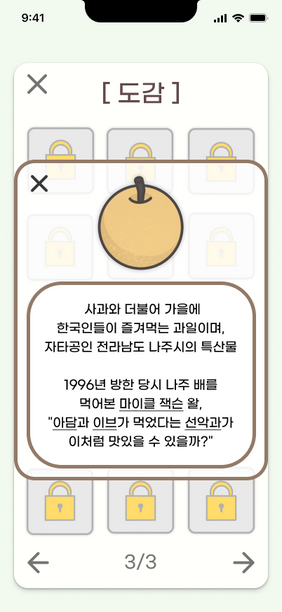 9:41
[ 도감 ]
사과와 더불어 가을에
한국인들이 즐겨먹는 과일이며,
자타공인 전라남도 나주시의 특산물
1996년 방한 당시 나주 배를
먹어본 마이클 잭슨 왈,
"아담과 이브가 먹었다는 선악과가
이처럼 맛있을 수 있을까?"
3/3